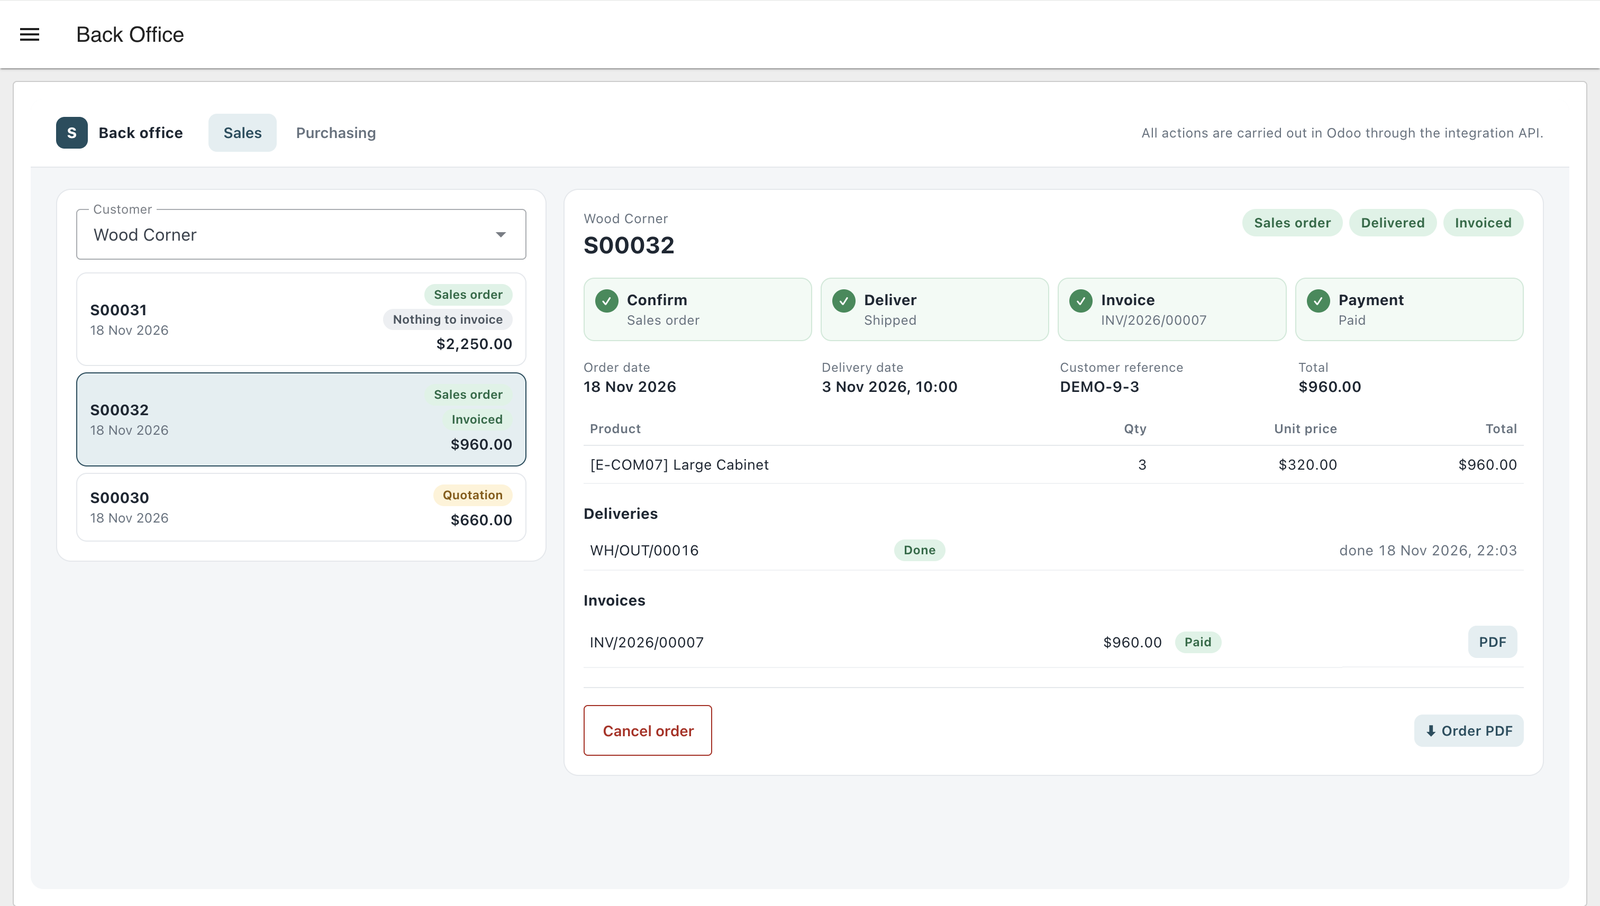 Back Office
S Back office Sales Purchasing All actions are carried out in Odoo through the integration API.
Customer
Wood Corner
S00031
18 Nov 2026
Sales order
Nothing to invoice
$2,250.00
S00032
18 Nov 2026
Sales order
Invoiced
$960.00
S00030
18 Nov 2026
Quotation
$660.00
Wood Corner
S00032
Sales order Delivered Invoiced
Confirm
Sales order
Deliver
Shipped
Invoice
INV/2026/00007
Payment
Paid
Order date
18 Nov 2026
Delivery date
3 Nov 2026, 10:00
Customer reference
DEMO-9-3
Total
$960.00
Product Qty Unit price Total
[E-COM07] Large Cabinet 3 $320.00 $960.00
Deliveries
WH/OUT/00016 Done done 18 Nov 2026, 22:03
Invoices
INV/2026/00007 $960.00 Paid PDF
Cancel order ⬇ Order PDF